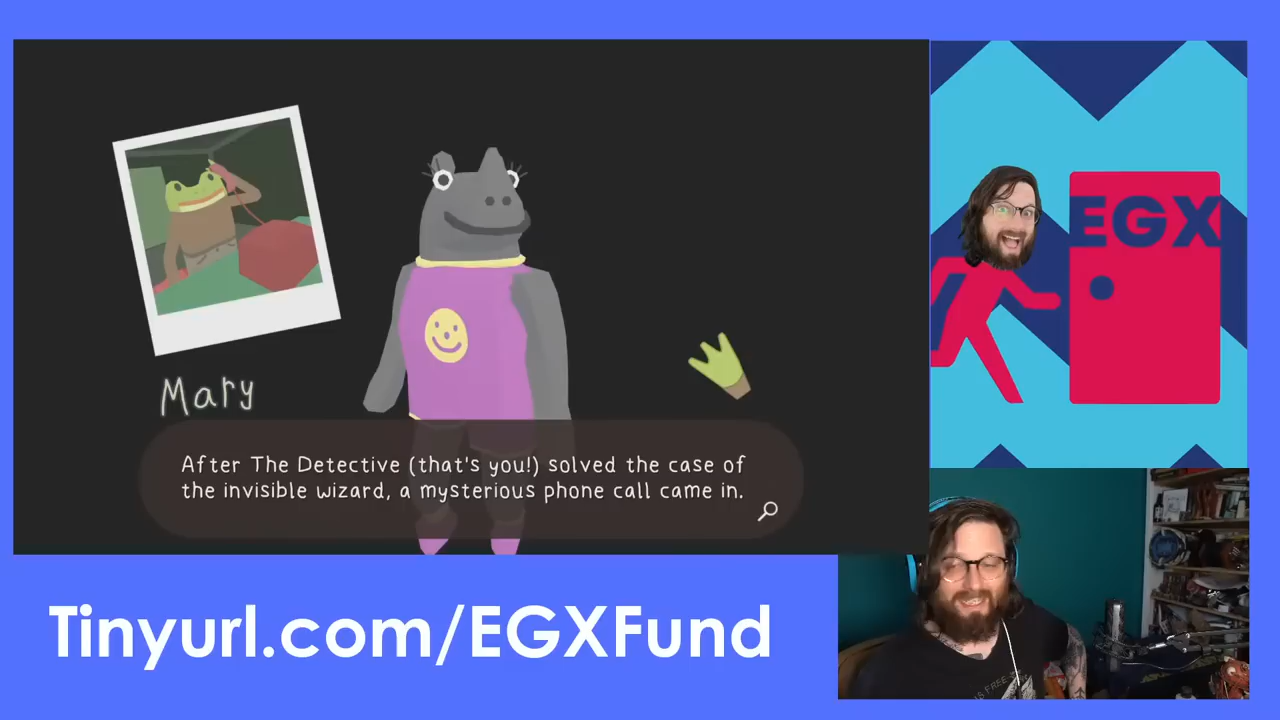 EGX
Mary
After The Detective (that's you!) solved the case of
the invisible wizard, a mysterious phone call came in.
Tinyurl.com/EGXFund